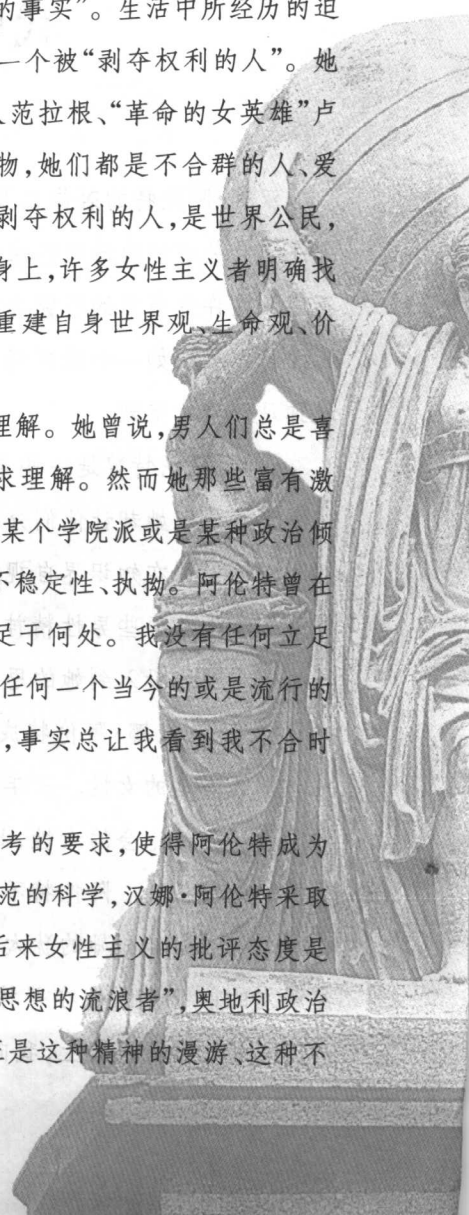 的事实”。生活中所经历的迫
一个被“剥夺权利的人”。她
范拉根、“革命的女英雄”卢
物,她们都是不合群的人、爱
剥夺权利的人,是世界公民,
身上,许多女性主义者明确找
重建自身世界观、生命观、价
理解。她曾说,男人们总是喜
求理解。然而她那些富有激
某个学院派或是某种政治倾
不稳定性、执拗。阿伦特曾在
足于何处。我没有任何立足
任何一个当今的或是流行的
,事实总让我看到我不合时
考的要求,使得阿伦特成为
范的科学,汉娜·阿伦特采取
后来女性主义的批评态度是
思想的流浪者”,奥地利政治
正是这种精神的漫游、这种不